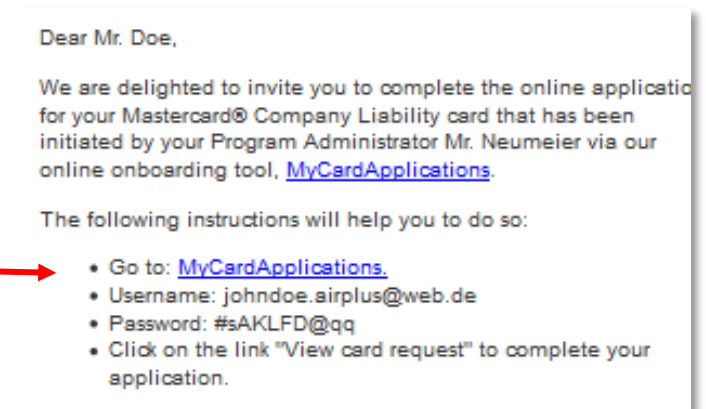 Dear Mr. Doe,
We are delighted to invite you to complete the online applicatio
for your Mastercard® Company Liability card that has been
initiated by your Program Administrator Mr. Neumeier via our
online onboarding tool, MyCardApplications.
The following instructions will help you to do so:
• Go to: MyCardApplications.
• Username: johndoe.airplus@web.de
• Password: #sAKLFD@qq
• Click on the link "View card request" to complete your
application.